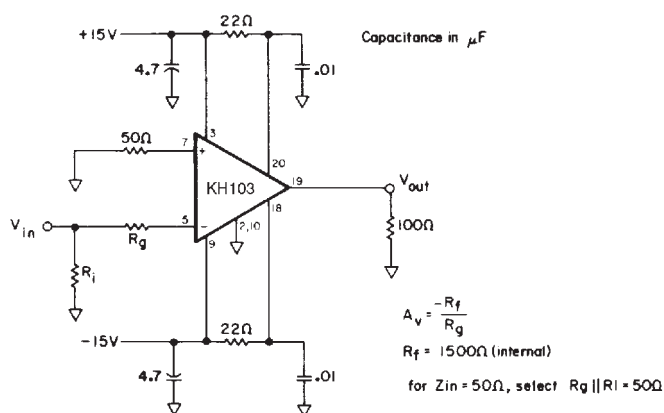 22Ω
+15V
Capacitance in μF
4.7
.01
3
50Ω
7
+
20
KH103
19
Vout
18
Vin
5
−
2,10
Rg
9
100Ω
Ri
Av = -Rf
Rg
−15V
22Ω
Rf = 1500Ω (internal)
4.7
.01
for Zin = 50Ω, select Rg || RI = 50Ω